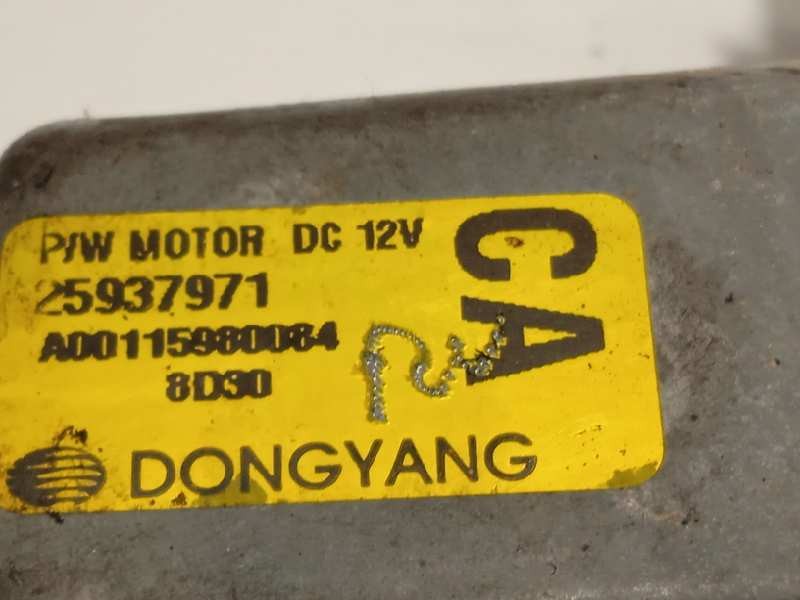 P/W MOTOR DC 12V
25937971
A00115980084
8D30
CA
DONGYANG